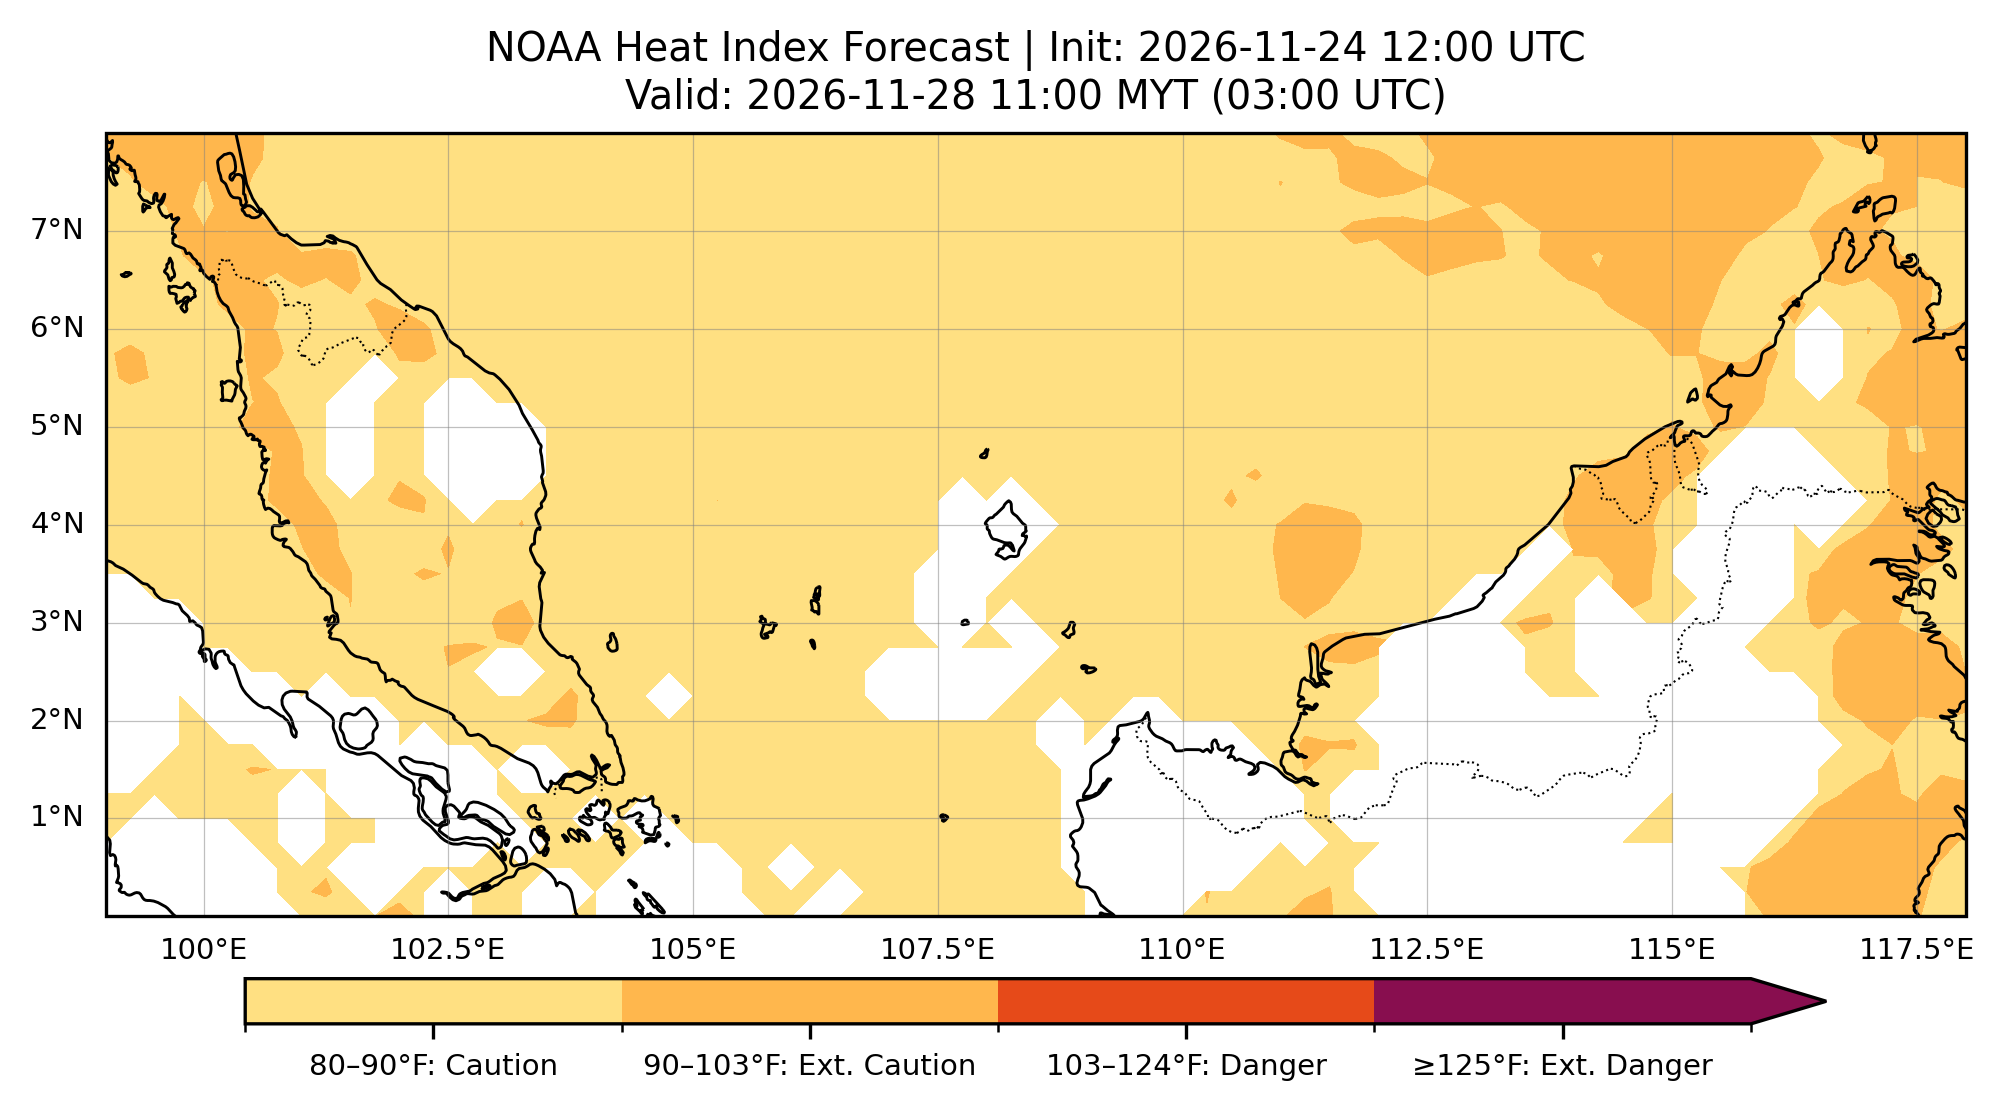 NOAA Heat Index Forecast | Init: 2026-11-24 12:00 UTC
Valid: 2026-11-28 11:00 MYT (03:00 UTC)
7°N
6°N
5°N
4°N
3°N
2°N
1°N
100°E 102.5°E 105°E 107.5°E 110°E 112.5°E 115°E 117.5°E
80–90°F: Caution 90–103°F: Ext. Caution 103–124°F: Danger ≥125°F: Ext. Danger